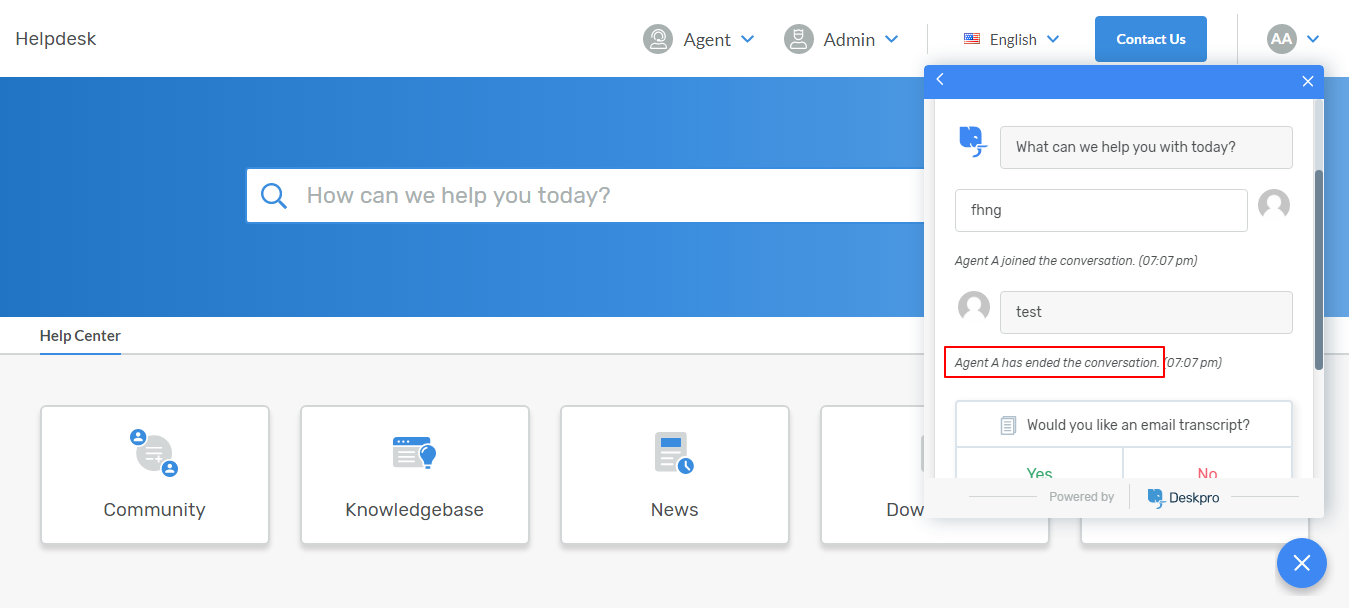 Helpdesk
Agent
Admin
English
Contact Us
AA
How can we help you today?
What can we help you with today?
fhng
Agent A joined the conversation. (07:07 pm)
test
Agent A has ended the conversation. (07:07 pm)
Would you like an email transcript?
Yes
No
Powered by
Deskpro
Help Center
Community
Knowledgebase
News
Dow